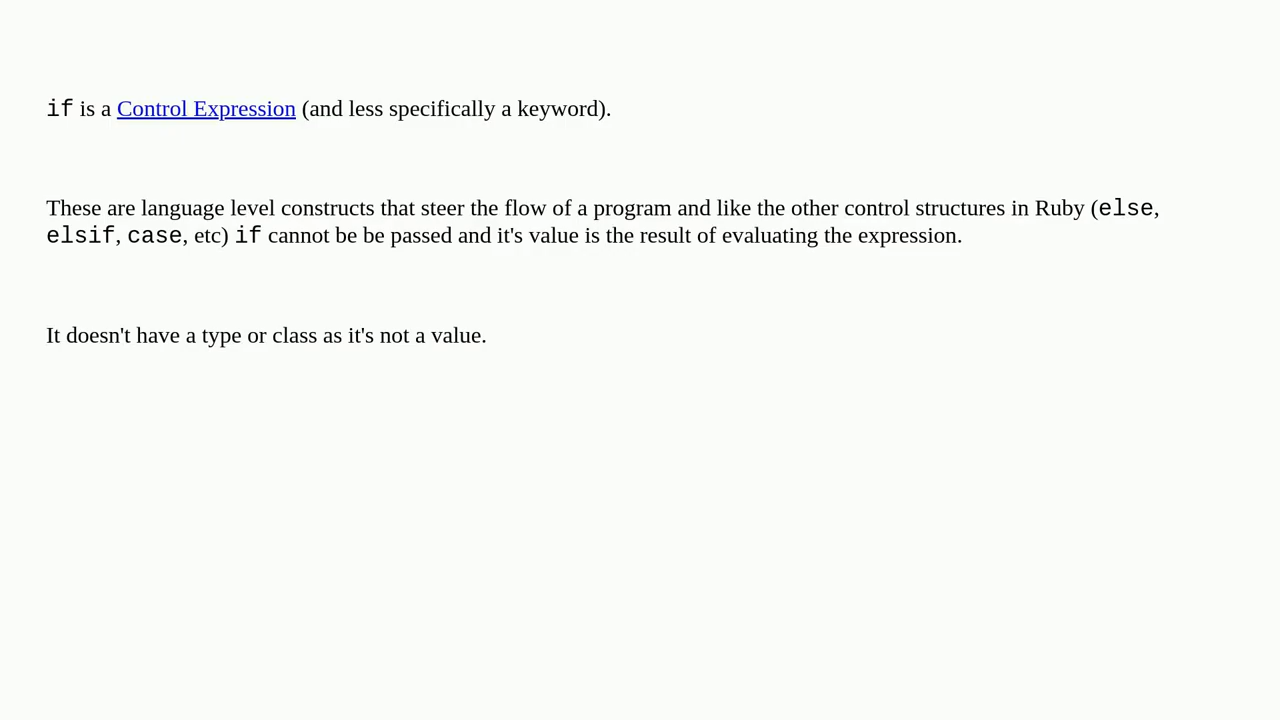 if is a Control Expression (and less specifically a keyword).
These are language level constructs that steer the flow of a program and like the other control structures in Ruby (else,
elsif, case, etc) if cannot be be passed and it's value is the result of evaluating the expression.
It doesn't have a type or class as it's not a value.